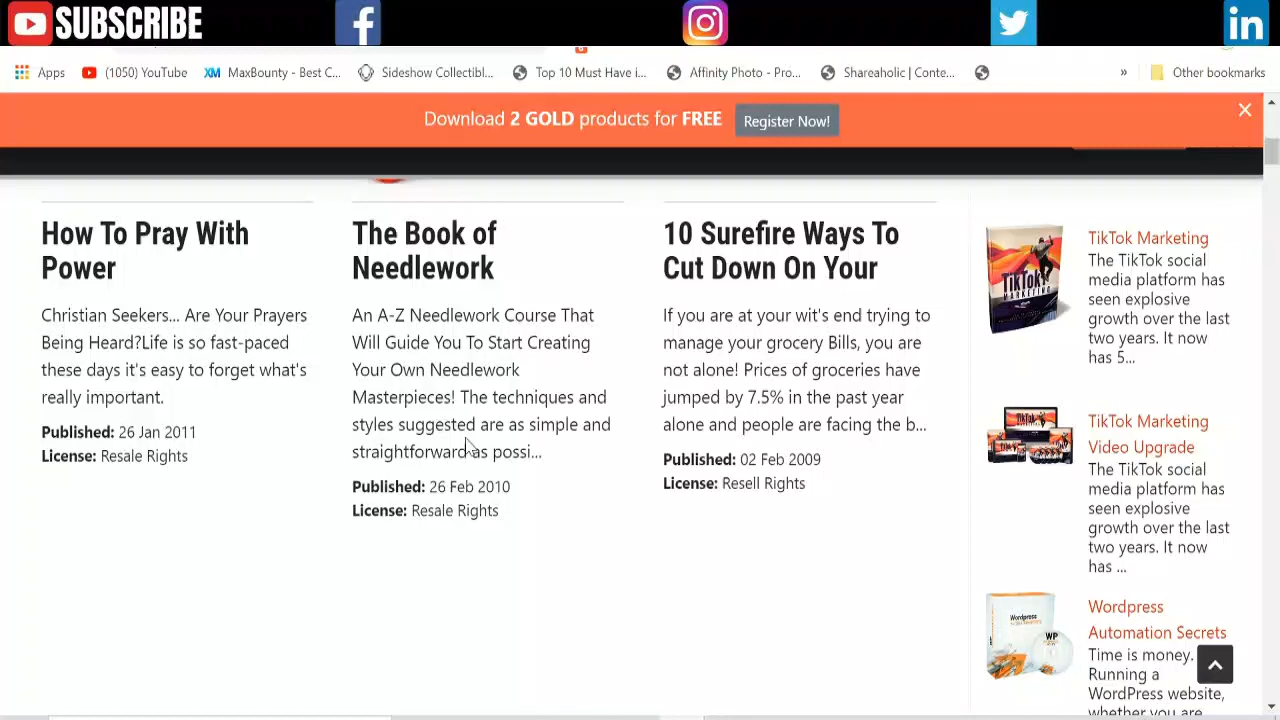 SUBSCRIBE
Apps
(1050) YouTube
XM MaxBounty - Best C...
Sideshow Collectibl...
Top 10 Must Have i...
Affinity Photo - Pro...
Shareaholic | Conte...
»
Other bookmarks
Download 2 GOLD products for FREE
Register Now!
How To Pray With
Power
Christian Seekers... Are Your Prayers
Being Heard?Life is so fast-paced
these days it's easy to forget what's
really important.
Published: 26 Jan 2011
License: Resale Rights
The Book of
Needlework
An A-Z Needlework Course That
Will Guide You To Start Creating
Your Own Needlework
Masterpieces! The techniques and
styles suggested are as simple and
straightforward as possi...
Published: 26 Feb 2010
License: Resale Rights
10 Surefire Ways To
Cut Down On Your
If you are at your wit's end trying to
manage your grocery Bills, you are
not alone! Prices of groceries have
jumped by 7.5% in the past year
alone and people are facing the b...
Published: 02 Feb 2009
License: Resell Rights
TikTok
MARKETING
TikTok Marketing
The TikTok social
media platform has
seen explosive
growth over the last
two years. It now
has 5...
TikTok Marketing
Video Upgrade
The TikTok social
media platform has
seen explosive
growth over the last
two years. It now
has ...
Wordpress
WP
Wordpress
Automation Secrets
Time is money.
Running a
WordPress website,
whether you are